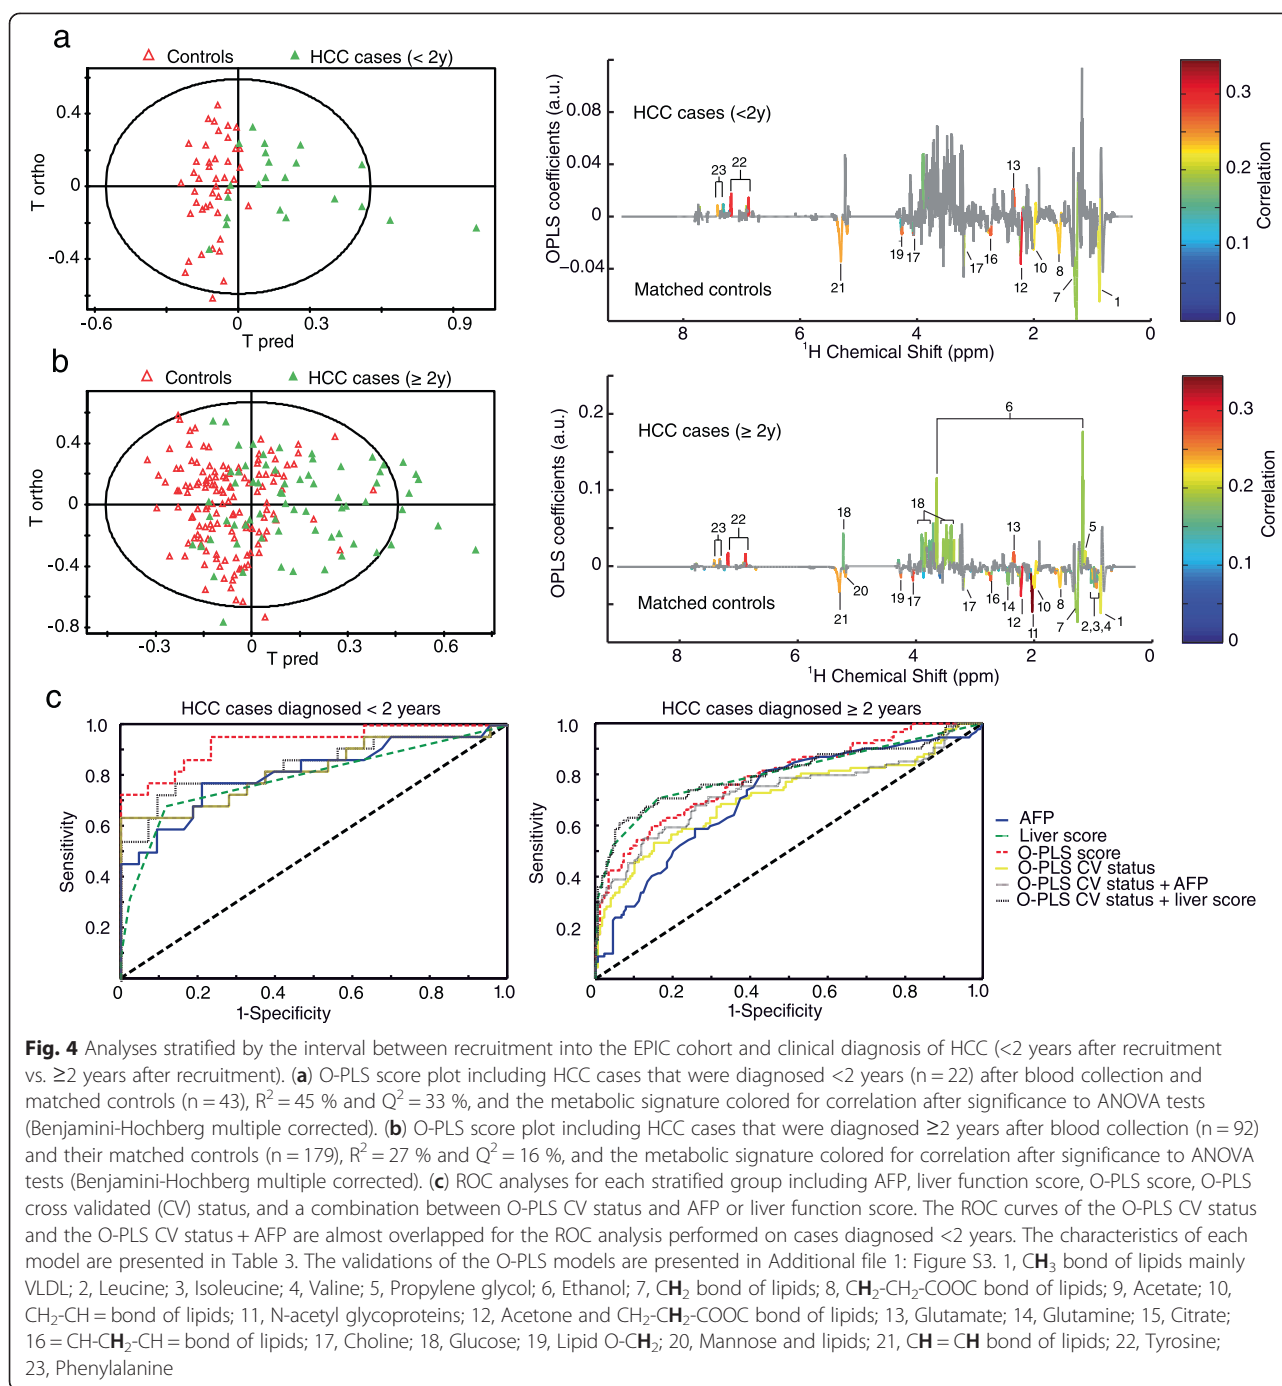 a
Controls
HCC cases (< 2y)
T ortho
0.4
0
-0.4
-0.6
0
0.3
0.9
T pred
OPLS coefficients (a.u.)
0.08
0.04
0
−0.04
HCC cases (<2y)
Matched controls
23
22
13
21
19
17
17
16
12
10
8
7
1
8
6
4
2
0
¹H Chemical Shift (ppm)
0.3
0.2
0.1
0
Correlation
b
Controls
HCC cases (≥ 2y)
T ortho
0.4
0
-0.4
-0.8
-0.3
0
0.3
0.6
T pred
OPLS coefficients (a.u.)
0.2
0.1
0
HCC cases (≥ 2y)
Matched controls
6
18
18
23
22
13
5
21
20
19
17
17
16
14
12
11
10
8
7
2,3,4
1
8
6
4
2
0
¹H Chemical Shift (ppm)
0.3
0.2
0.1
0
Correlation
c
HCC cases diagnosed < 2 years
Sensitivity
1.0
0.8
0.6
0.4
0.2
0
0.2
0.4
0.6
0.8
1.0
1-Specificity
HCC cases diagnosed ≥ 2 years
Sensitivity
1.0
0.8
0.6
0.4
0.2
0
0.2
0.4
0.6
0.8
1.0
1-Specificity
AFP
Liver score
O-PLS score
O-PLS CV status
O-PLS CV status + AFP
O-PLS CV status + liver score
Fig. 4 Analyses stratified by the interval between recruitment into the EPIC cohort and clinical diagnosis of HCC (<2 years after recruitment
vs. ≥2 years after recruitment). (a) O-PLS score plot including HCC cases that were diagnosed <2 years (n = 22) after blood collection and
matched controls (n = 43), R² = 45 % and Q² = 33 %, and the metabolic signature colored for correlation after significance to ANOVA tests
(Benjamini-Hochberg multiple corrected). (b) O-PLS score plot including HCC cases that were diagnosed ≥2 years after blood collection (n = 92)
and their matched controls (n = 179), R² = 27 % and Q² = 16 %, and the metabolic signature colored for correlation after significance to ANOVA
tests (Benjamini-Hochberg multiple corrected). (c) ROC analyses for each stratified group including AFP, liver function score, O-PLS score, O-PLS
cross validated (CV) status, and a combination between O-PLS CV status and AFP or liver function score. The ROC curves of the O-PLS CV status
and the O-PLS CV status + AFP are almost overlapped for the ROC analysis performed on cases diagnosed <2 years. The characteristics of each
model are presented in Table 3. The validations of the O-PLS models are presented in Additional file 1: Figure S3. 1, CH₃ bond of lipids mainly
VLDL; 2, Leucine; 3, Isoleucine; 4, Valine; 5, Propylene glycol; 6, Ethanol; 7, CH₂ bond of lipids; 8, CH₂-CH₂-COOC bond of lipids; 9, Acetate; 10,
CH₂-CH = bond of lipids; 11, N-acetyl glycoproteins; 12, Acetone and CH₂-CH₂-COOC bond of lipids; 13, Glutamate; 14, Glutamine; 15, Citrate;
16 = CH-CH₂-CH = bond of lipids; 17, Choline; 18, Glucose; 19, Lipid O-CH₂; 20, Mannose and lipids; 21, CH = CH bond of lipids; 22, Tyrosine;
23, Phenylalanine